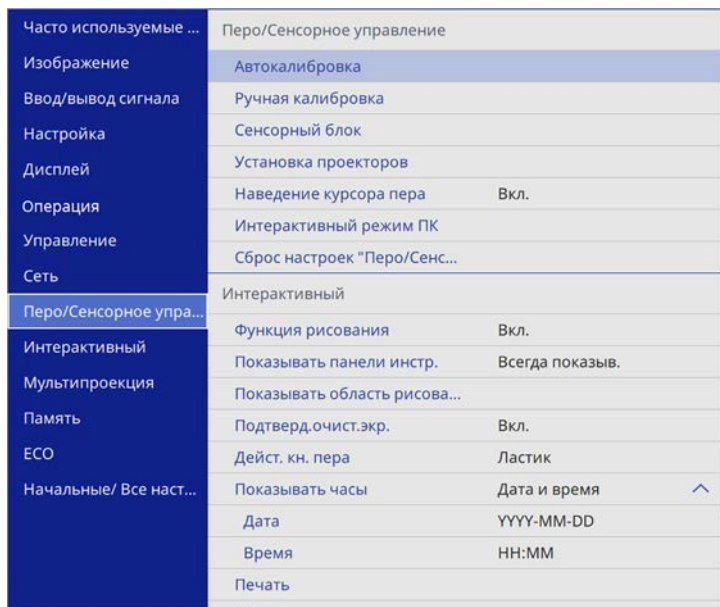 Часто используемые ...
Изображение
Ввод/вывод сигнала
Настройка
Дисплей
Операция
Управление
Сеть
Перо/Сенсорное упра...
Интерактивный
Мультипроекция
Память
ECO
Начальные/ Все наст...
Перо/Сенсорное управление
Автокалибровка
Ручная калибровка
Сенсорный блок
Установка проекторов
Наведение курсора пера Вкл.
Интерактивный режим ПК
Сброс настроек "Перо/Сенс...
Интерактивный
Функция рисования Вкл.
Показывать панели инстр. Всегда показыв.
Показывать область рисова...
Подтверд.очист.экр. Вкл.
Дейст. кн. пера Ластик
Показывать часы Дата и время
Дата YYYY-MM-DD
Время HH:MM
Печать